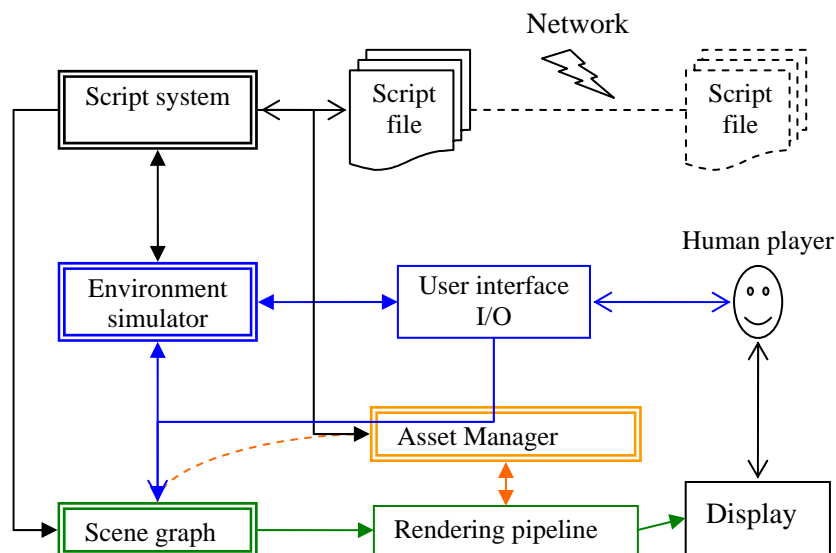 Network
Script system
Script
file
Script
file
Human player
Environment
simulator
User interface
I/O
Asset Manager
Scene graph
Rendering pipeline
Display